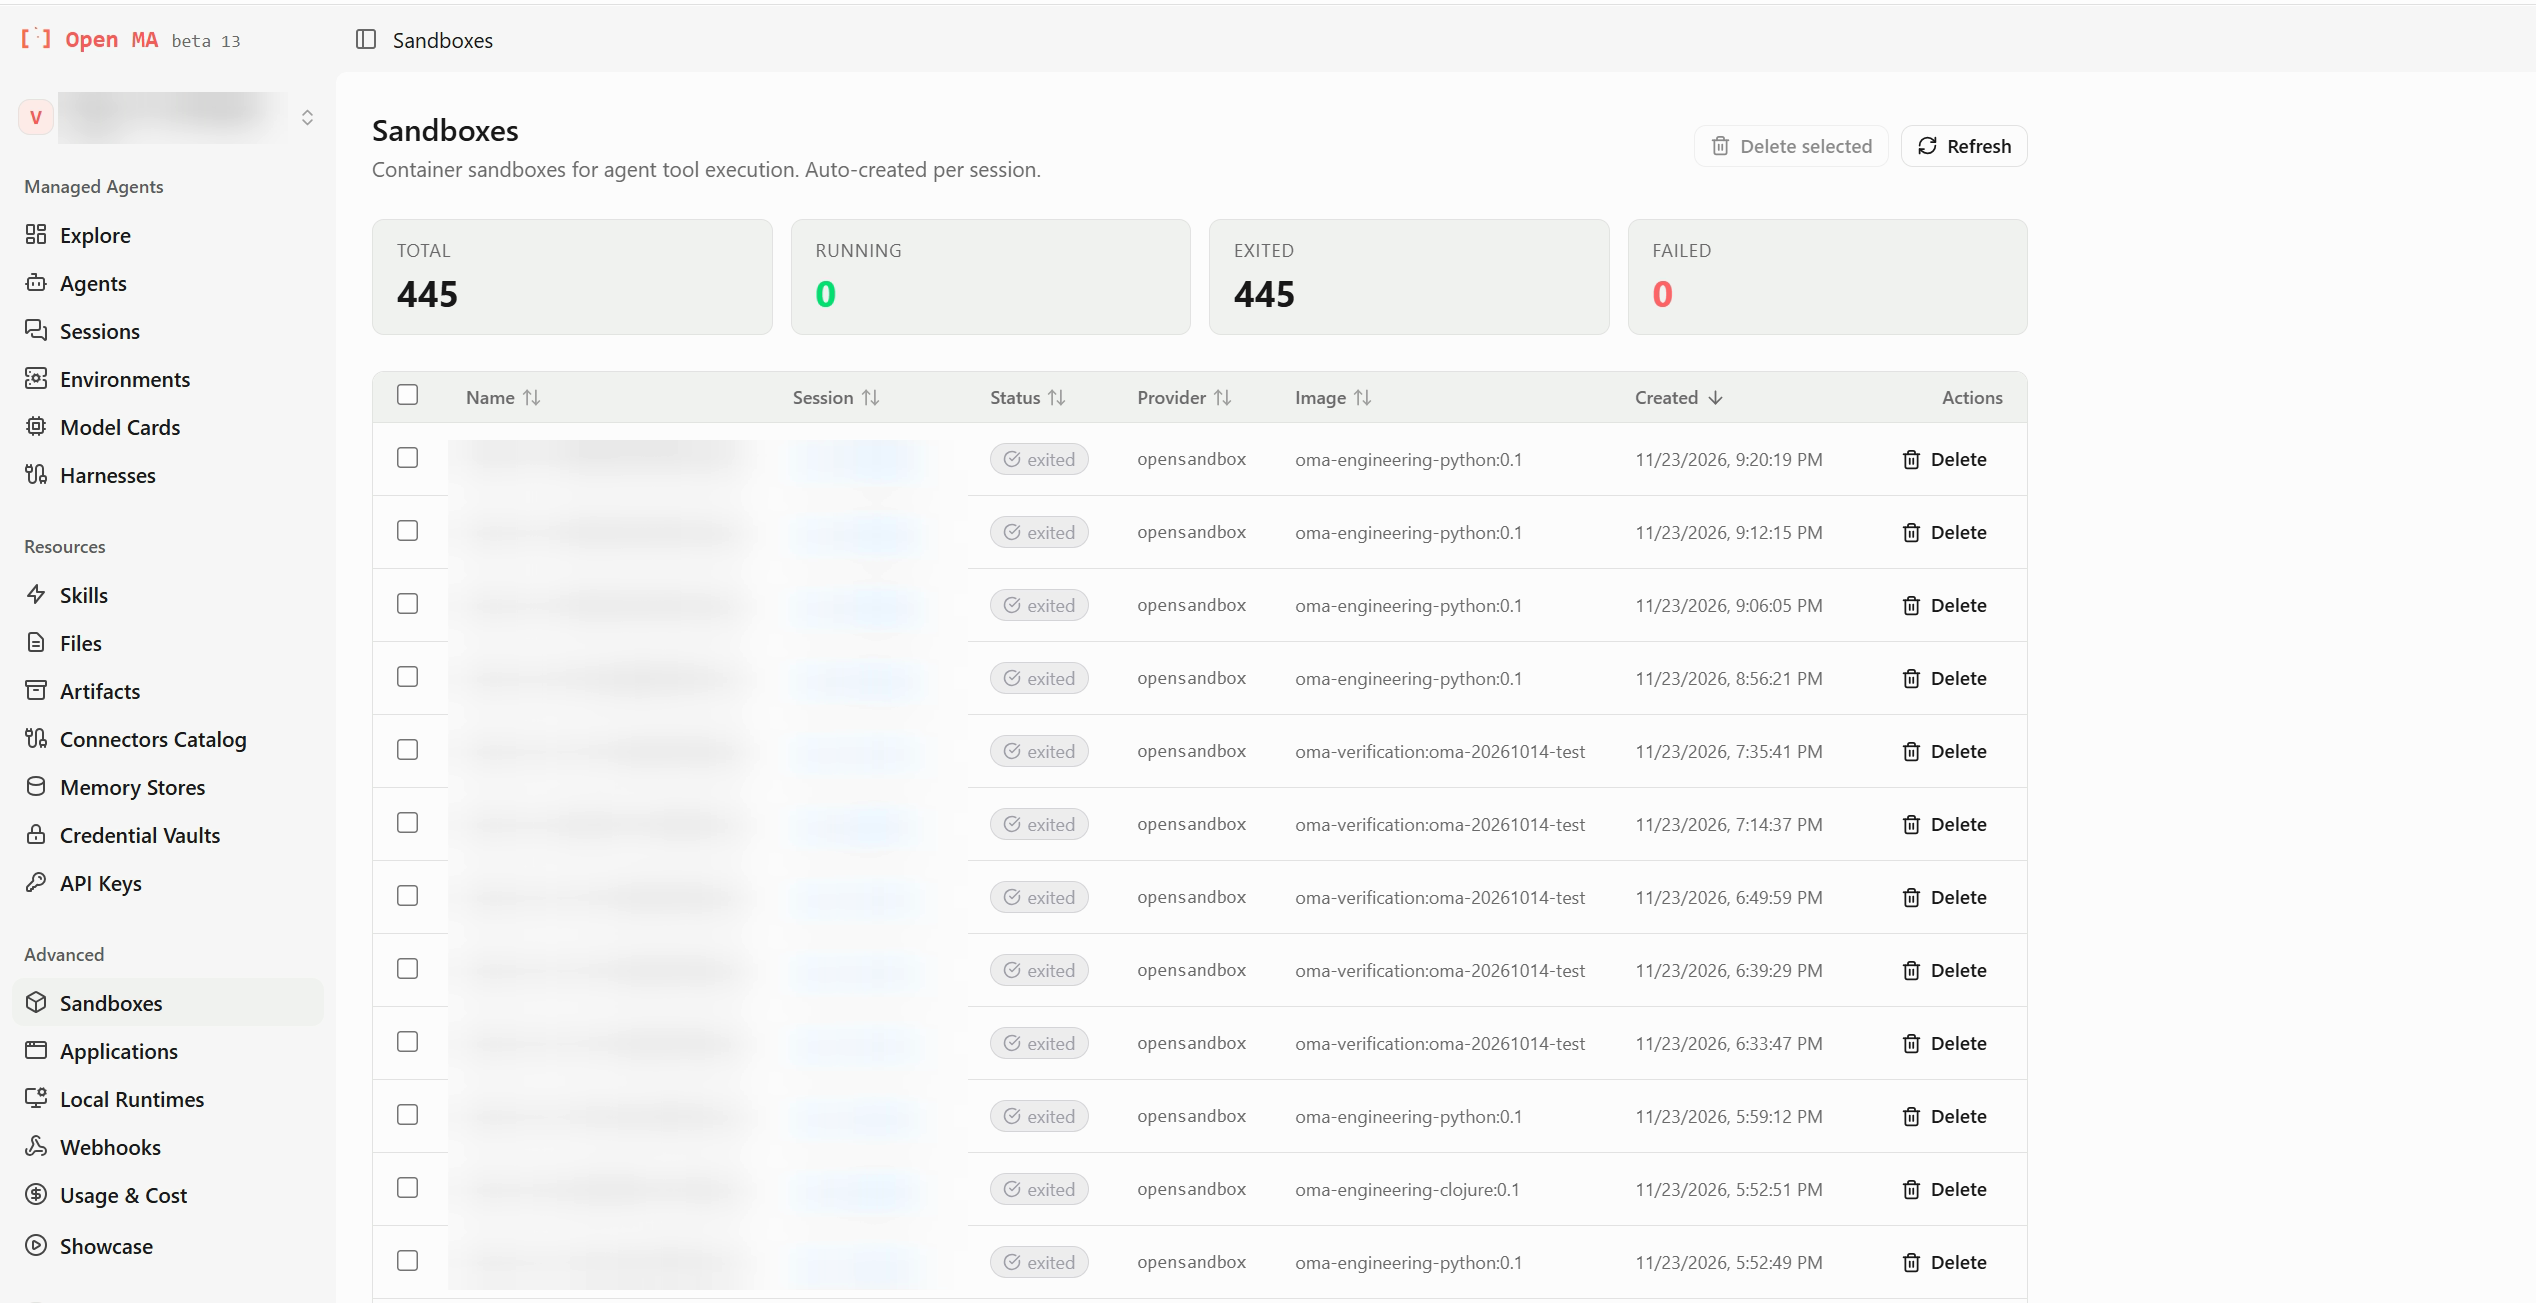 [ ] Open MA beta 13
Sandboxes
V
Managed Agents
Explore
Agents
Sessions
Environments
Model Cards
Harnesses
Resources
Skills
Files
Artifacts
Connectors Catalog
Memory Stores
Credential Vaults
API Keys
Advanced
Sandboxes
Applications
Local Runtimes
Webhooks
Usage & Cost
Showcase
Sandboxes
Container sandboxes for agent tool execution. Auto-created per session.
Delete selected
Refresh
TOTAL
445
RUNNING
0
EXITED
445
FAILED
0
Name Session Status Provider Image Created Actions
exited opensandbox oma-engineering-python:0.1 11/23/2026, 9:20:19 PM Delete
exited opensandbox oma-engineering-python:0.1 11/23/2026, 9:12:15 PM Delete
exited opensandbox oma-engineering-python:0.1 11/23/2026, 9:06:05 PM Delete
exited opensandbox oma-engineering-python:0.1 11/23/2026, 8:56:21 PM Delete
exited opensandbox oma-verification:oma-20261014-test 11/23/2026, 7:35:41 PM Delete
exited opensandbox oma-verification:oma-20261014-test 11/23/2026, 7:14:37 PM Delete
exited opensandbox oma-verification:oma-20261014-test 11/23/2026, 6:49:59 PM Delete
exited opensandbox oma-verification:oma-20261014-test 11/23/2026, 6:39:29 PM Delete
exited opensandbox oma-verification:oma-20261014-test 11/23/2026, 6:33:47 PM Delete
exited opensandbox oma-engineering-python:0.1 11/23/2026, 5:59:12 PM Delete
exited opensandbox oma-engineering-clojure:0.1 11/23/2026, 5:52:51 PM Delete
exited opensandbox oma-engineering-python:0.1 11/23/2026, 5:52:49 PM Delete